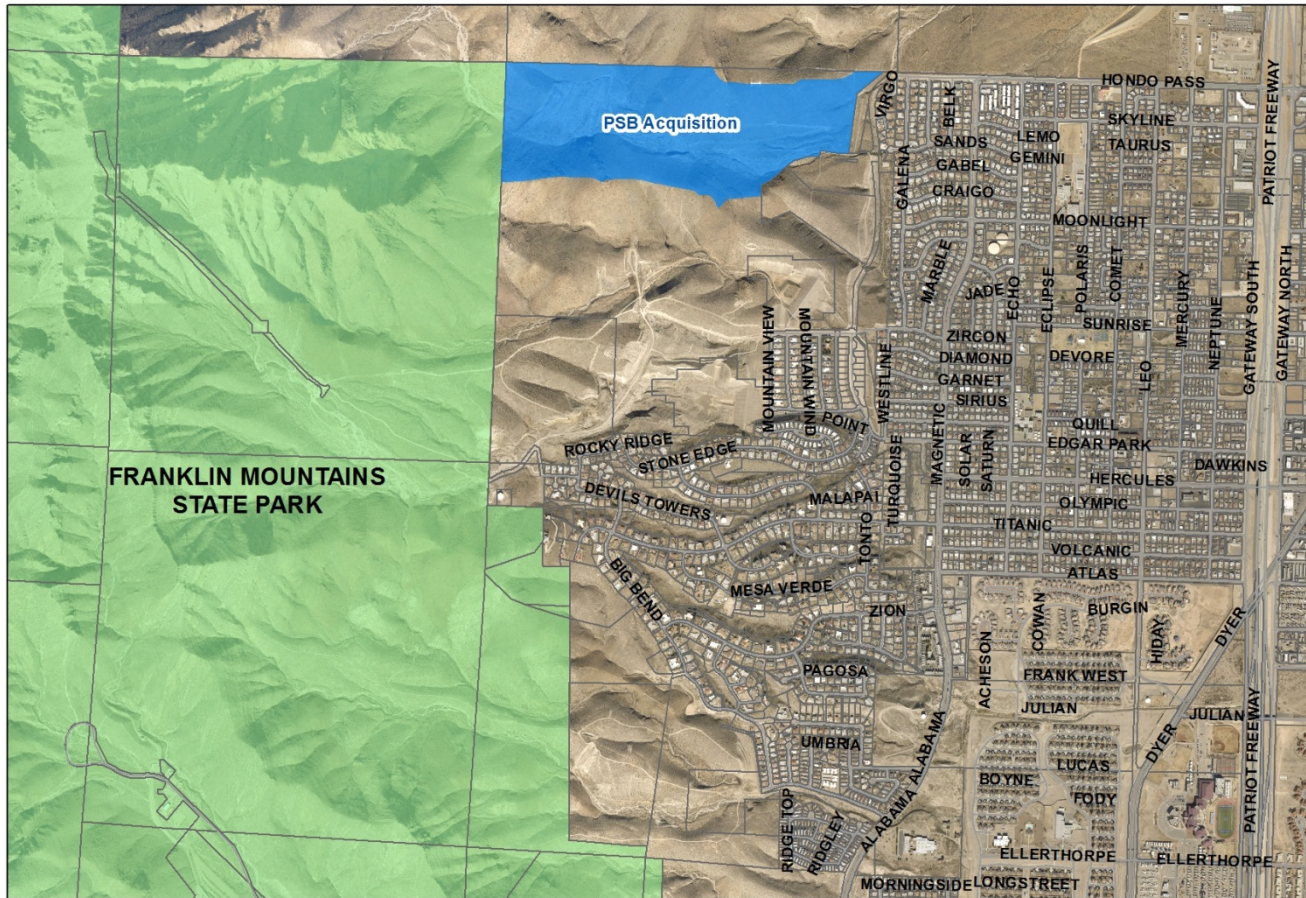 HONDO PASS
PSB Acquisition
VIRGO
BELK
SKYLINE
PATRIOT FREEWAY
SANDS
LEMO
TAURUS
GEMINI
GABEL
GALENA
CRAIGO
MOONLIGHT
MARBLE
JADE
ECHO
ECLIPSE
POLARIS
COMET
MERCURY
NEPTUNE
GATEWAY SOUTH
GATEWAY NORTH
SUNRISE
MOUNTAIN VIEW
MOUNTAIN WIND
ZIRCON
WESTLINE
DIAMOND
DEVORE
LEO
GARNET
SIRIUS
POINT
QUILL
ROCKY RIDGE
EDGAR PARK
STONE EDGE
TURQUOISE
MAGNETIC
SOLAR
SATURN
DAWKINS
FRANKLIN MOUNTAINS
STATE PARK
HERCULES
DEVILS TOWERS
MALAPAI
OLYMPIC
TITANIC
TONTO
VOLCANIC
ATLAS
BIG BEND
MESA VERDE
ZION
COWAN
BURGIN
HIDAY
DYER
ACHESON
PAGOSA
FRANK WEST
JULIAN
JULIAN
PATRIOT FREEWAY
UMBRIA
ALABAMA
DYER
LUCAS
BOYNE
FODY
RIDGE TOP
RIDGLEY
ALABAMA
ELLERTHORPE
ELLERTHORPE
MORNINGSIDE
LONGSTREET